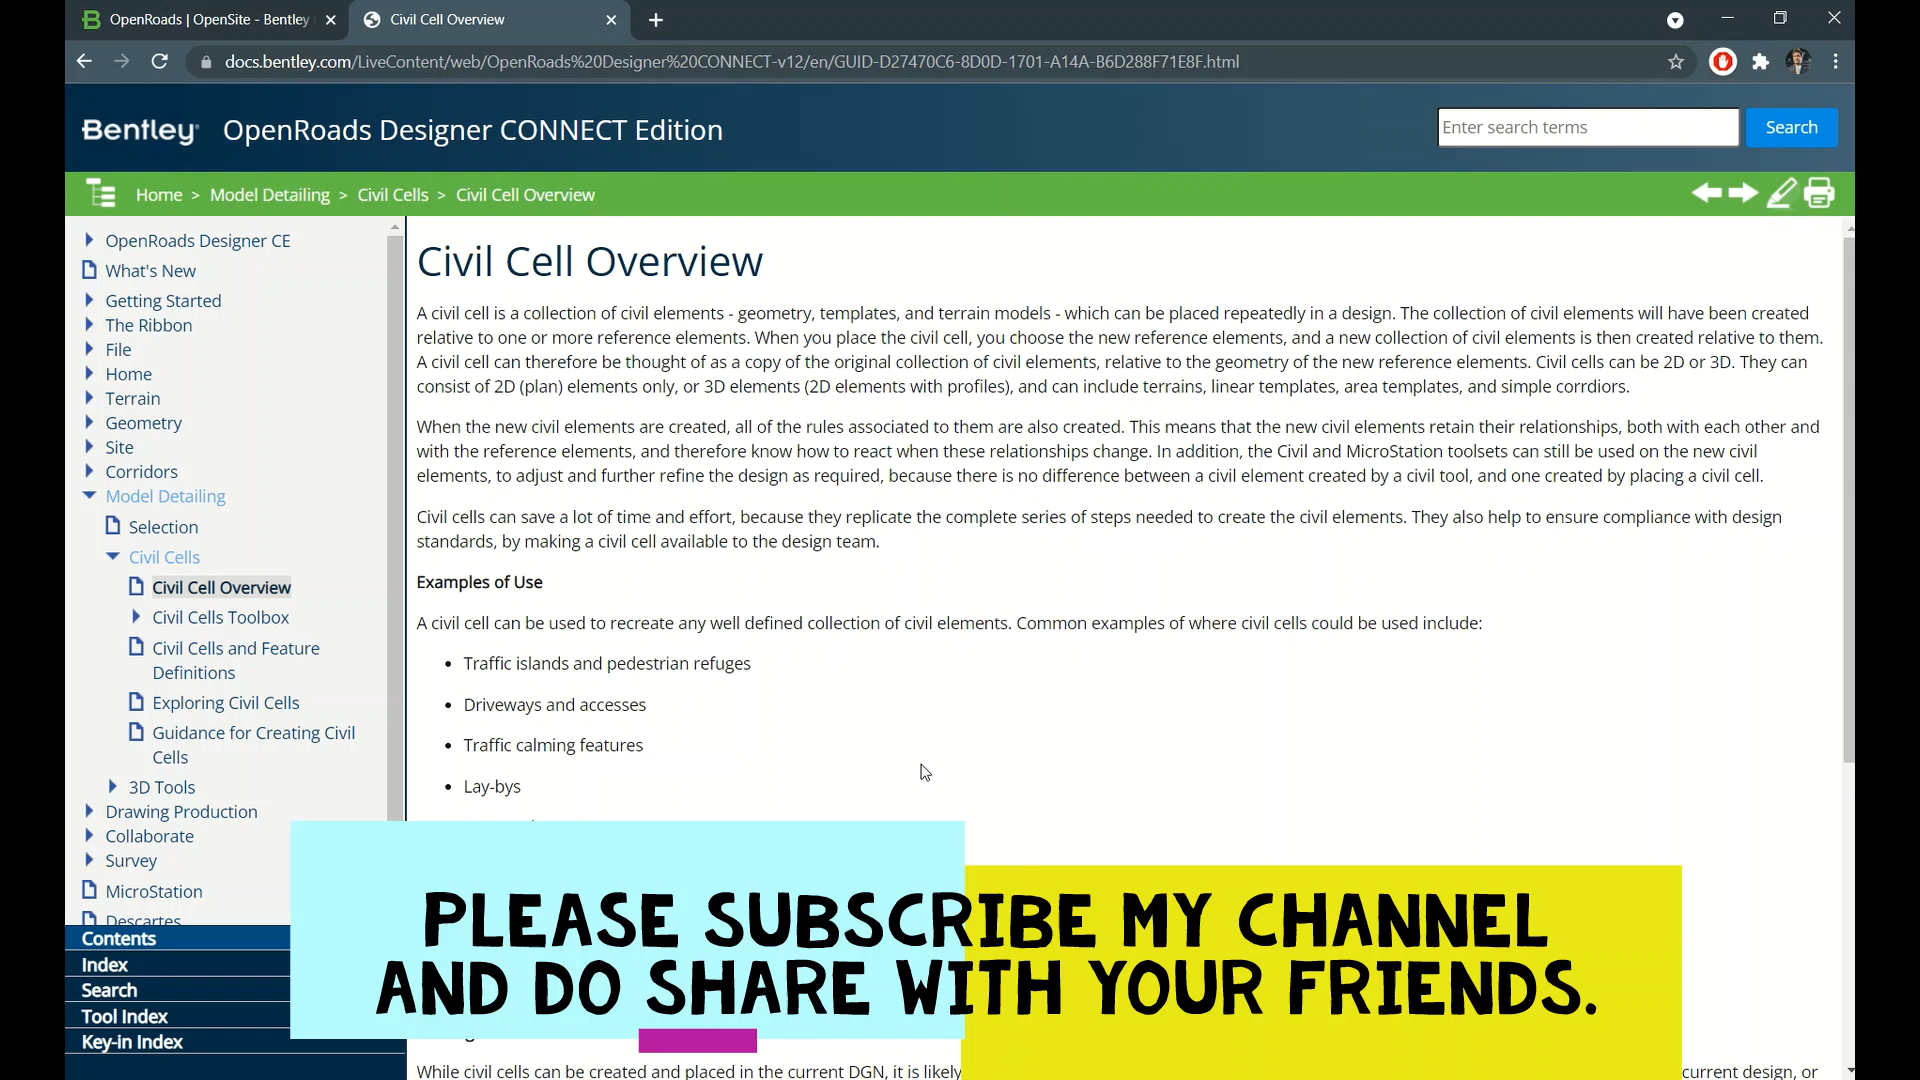 OpenRoads | OpenSite - Bentley
Civil Cell Overview
docs.bentley.com/LiveContent/web/OpenRoads%20Designer%20CONNECT-v12/en/GUID-D27470C6-8D0D-1701-A14A-B6D288F71E8F.html
Bentley OpenRoads Designer CONNECT Edition
Enter search terms
Search
Home > Model Detailing > Civil Cells > Civil Cell Overview
OpenRoads Designer CE
What's New
Getting Started
The Ribbon
File
Home
Terrain
Geometry
Site
Corridors
Model Detailing
Selection
Civil Cells
Civil Cell Overview
Civil Cells Toolbox
Civil Cells and Feature
Definitions
Exploring Civil Cells
Guidance for Creating Civil
Cells
3D Tools
Drawing Production
Collaborate
Survey
MicroStation
Descartes
Contents
Index
Search
Tool Index
Key-in Index
Civil Cell Overview
A civil cell is a collection of civil elements - geometry, templates, and terrain models - which can be placed repeatedly in a design. The collection of civil elements will have been created
relative to one or more reference elements. When you place the civil cell, you choose the new reference elements, and a new collection of civil elements is then created relative to them.
A civil cell can therefore be thought of as a copy of the original collection of civil elements, relative to the geometry of the new reference elements. Civil cells can be 2D or 3D. They can
consist of 2D (plan) elements only, or 3D elements (2D elements with profiles), and can include terrains, linear templates, area templates, and simple corrdiors.
When the new civil elements are created, all of the rules associated to them are also created. This means that the new civil elements retain their relationships, both with each other and
with the reference elements, and therefore know how to react when these relationships change. In addition, the Civil and MicroStation toolsets can still be used on the new civil
elements, to adjust and further refine the design as required, because there is no difference between a civil element created by a civil tool, and one created by placing a civil cell.
Civil cells can save a lot of time and effort, because they replicate the complete series of steps needed to create the civil elements. They also help to ensure compliance with design
standards, by making a civil cell available to the design team.
Examples of Use
A civil cell can be used to recreate any well defined collection of civil elements. Common examples of where civil cells could be used include:
• Traffic islands and pedestrian refuges
• Driveways and accesses
• Traffic calming features
• Lay-bys
PLEASE SUBSCRIBE MY CHANNEL
AND DO SHARE WITH YOUR FRIENDS.
While civil cells can be created and placed in the current DGN, it is likely
current design, or